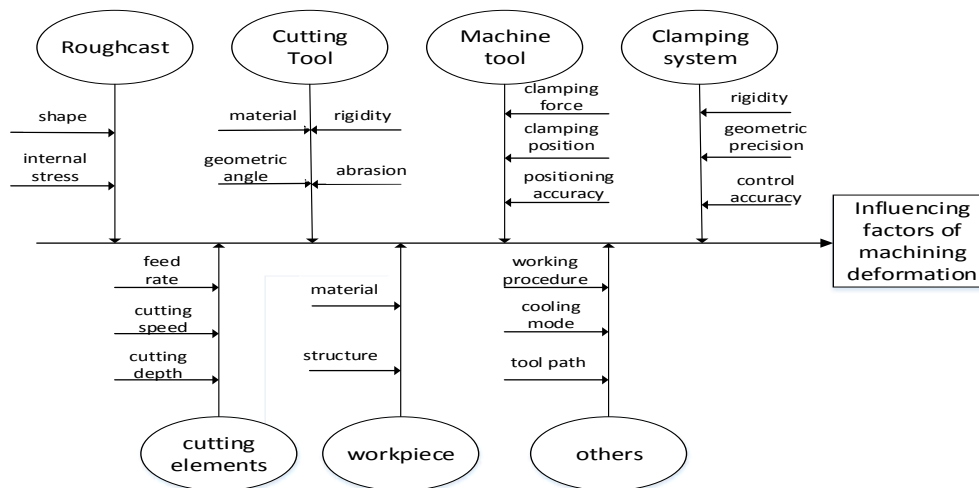 Roughcast
Cutting
Tool
Machine
tool
Clamping
system
shape
internal
stress
material
rigidity
geometric
angle
abrasion
clamping
force
clamping
position
positioning
accuracy
rigidity
geometric
precision
control
accuracy
Influencing
factors of
machining
deformation
feed
rate
cutting
speed
cutting
depth
material
structure
working
procedure
cooling
mode
tool path
cutting
elements
workpiece
others